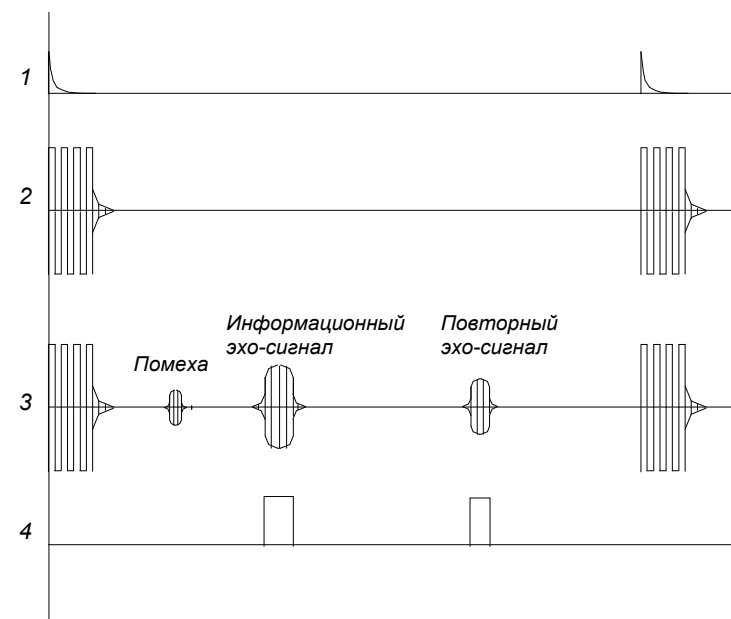 1
2
Информационный
эхо-сигнал
Повторный
эхо-сигнал
Помеха
3
4